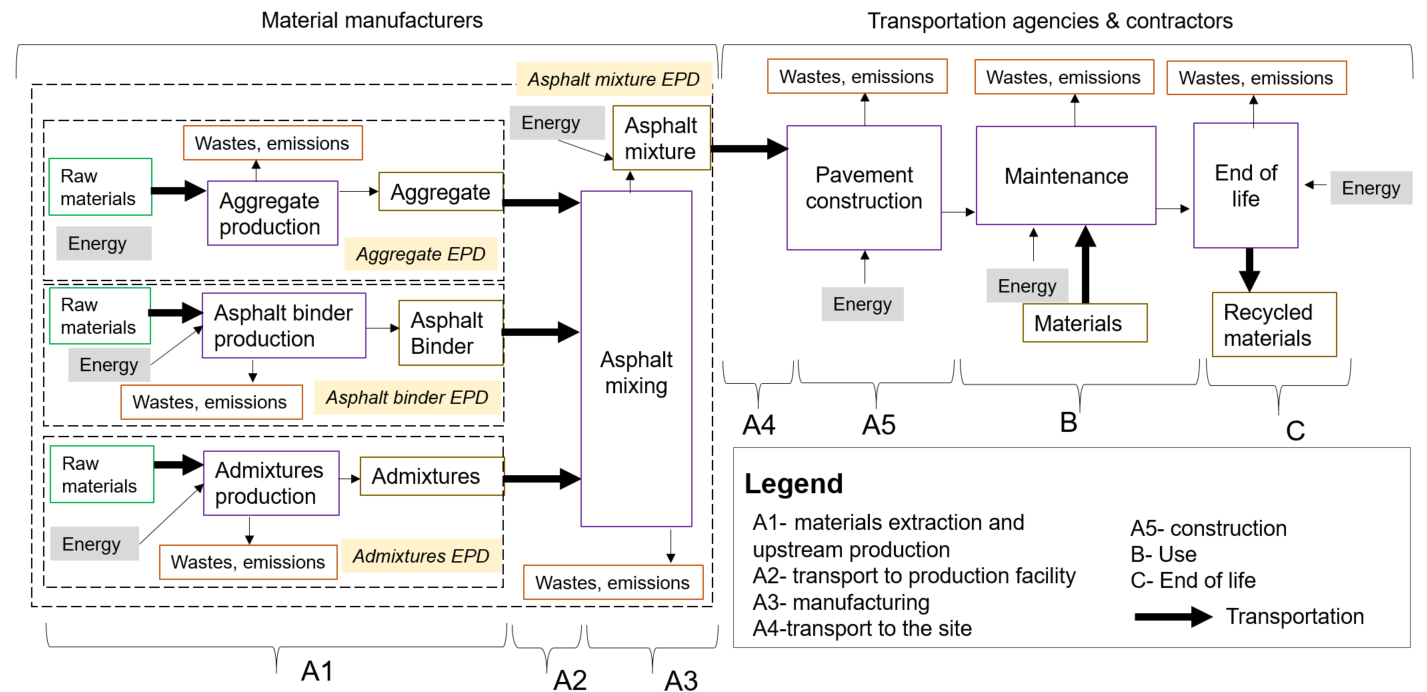 Material manufacturers
Transportation agencies & contractors
Asphalt mixture EPD
Wastes, emissions
Wastes, emissions
Wastes, emissions
Energy
Asphalt
mixture
Wastes, emissions
Raw
materials
Aggregate
production
Aggregate
Energy
Aggregate EPD
Pavement
construction
Maintenance
End of
life
Energy
Energy
Energy
Materials
Recycled
materials
Raw
materials
Asphalt binder
production
Asphalt
Binder
Energy
Wastes, emissions
Asphalt binder EPD
Asphalt
mixing
Raw
materials
Admixtures
production
Admixtures
Energy
Wastes, emissions
Admixtures EPD
Wastes, emissions
A1
A2
A3
A4
A5
B
C
Legend
A1- materials extraction and
upstream production
A2- transport to production facility
A3- manufacturing
A4-transport to the site
A5- construction
B- Use
C- End of life
Transportation